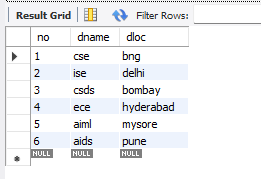 Result Grid Filter Rows:
no dname dloc
1 cse bng
2 ise delhi
3 csds bombay
4 ece hyderabad
5 aiml mysore
6 aids pune
NULL NULL NULL